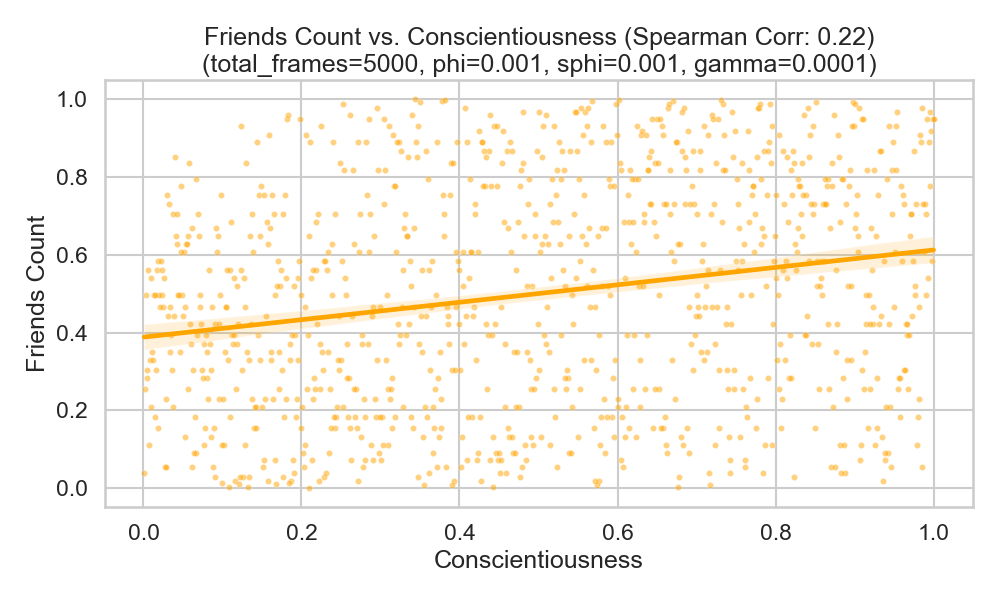 Friends Count vs. Conscientiousness (Spearman Corr: 0.22)
(total_frames=5000, phi=0.001, sphi=0.001, gamma=0.0001)
1.0
0.8
0.6
0.4
0.2
0.0
Friends Count
0.0 0.2 0.4 0.6 0.8 1.0
Conscientiousness